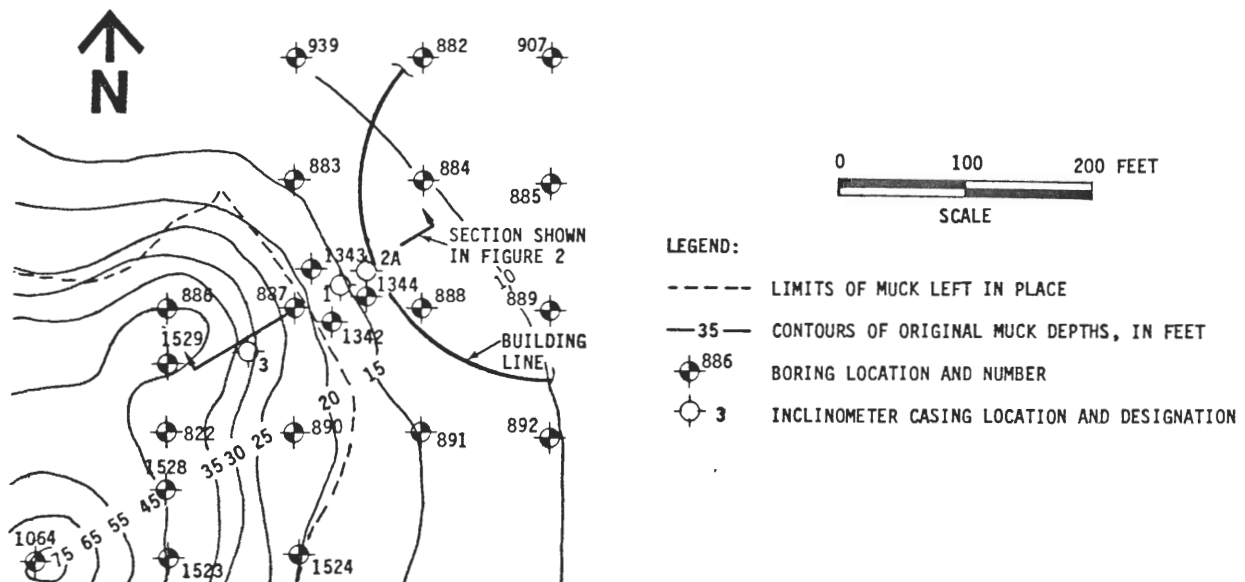 N
939
882
907
883
884
885
SECTION SHOWN
IN FIGURE 2
1343
2A
1
1344
10
886
887
888
889
1529
1342
BUILDING
LINE
3
15
20
822
890
891
892
25
30
35
1528
45
55
65
75
1064
1523
1524
0 100 200 FEET
SCALE
LEGEND:
LIMITS OF MUCK LEFT IN PLACE
35 CONTOURS OF ORIGINAL MUCK DEPTHS, IN FEET
886 BORING LOCATION AND NUMBER
3 INCLINOMETER CASING LOCATION AND DESIGNATION